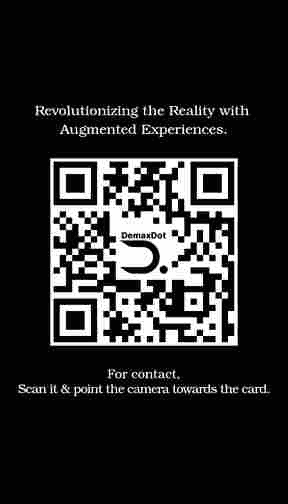 Revolutionizing the Reality with
Augmented Experiences.
DemaxDot
For contact,
Scan it & point the camera towards the card.